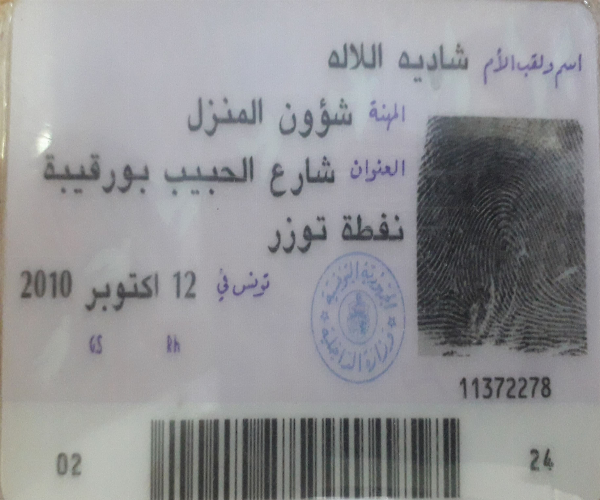 اسم ولقب الأم شاديه اللاله
المهنة شؤون المنزل
العنوان شارع الحبيب بورقيبة
نفطة توزر
تونس في 12 اكتوبر 2010
الجمهورية التونسية
وزارة الداخلية
GS Rh
11372278
02 24